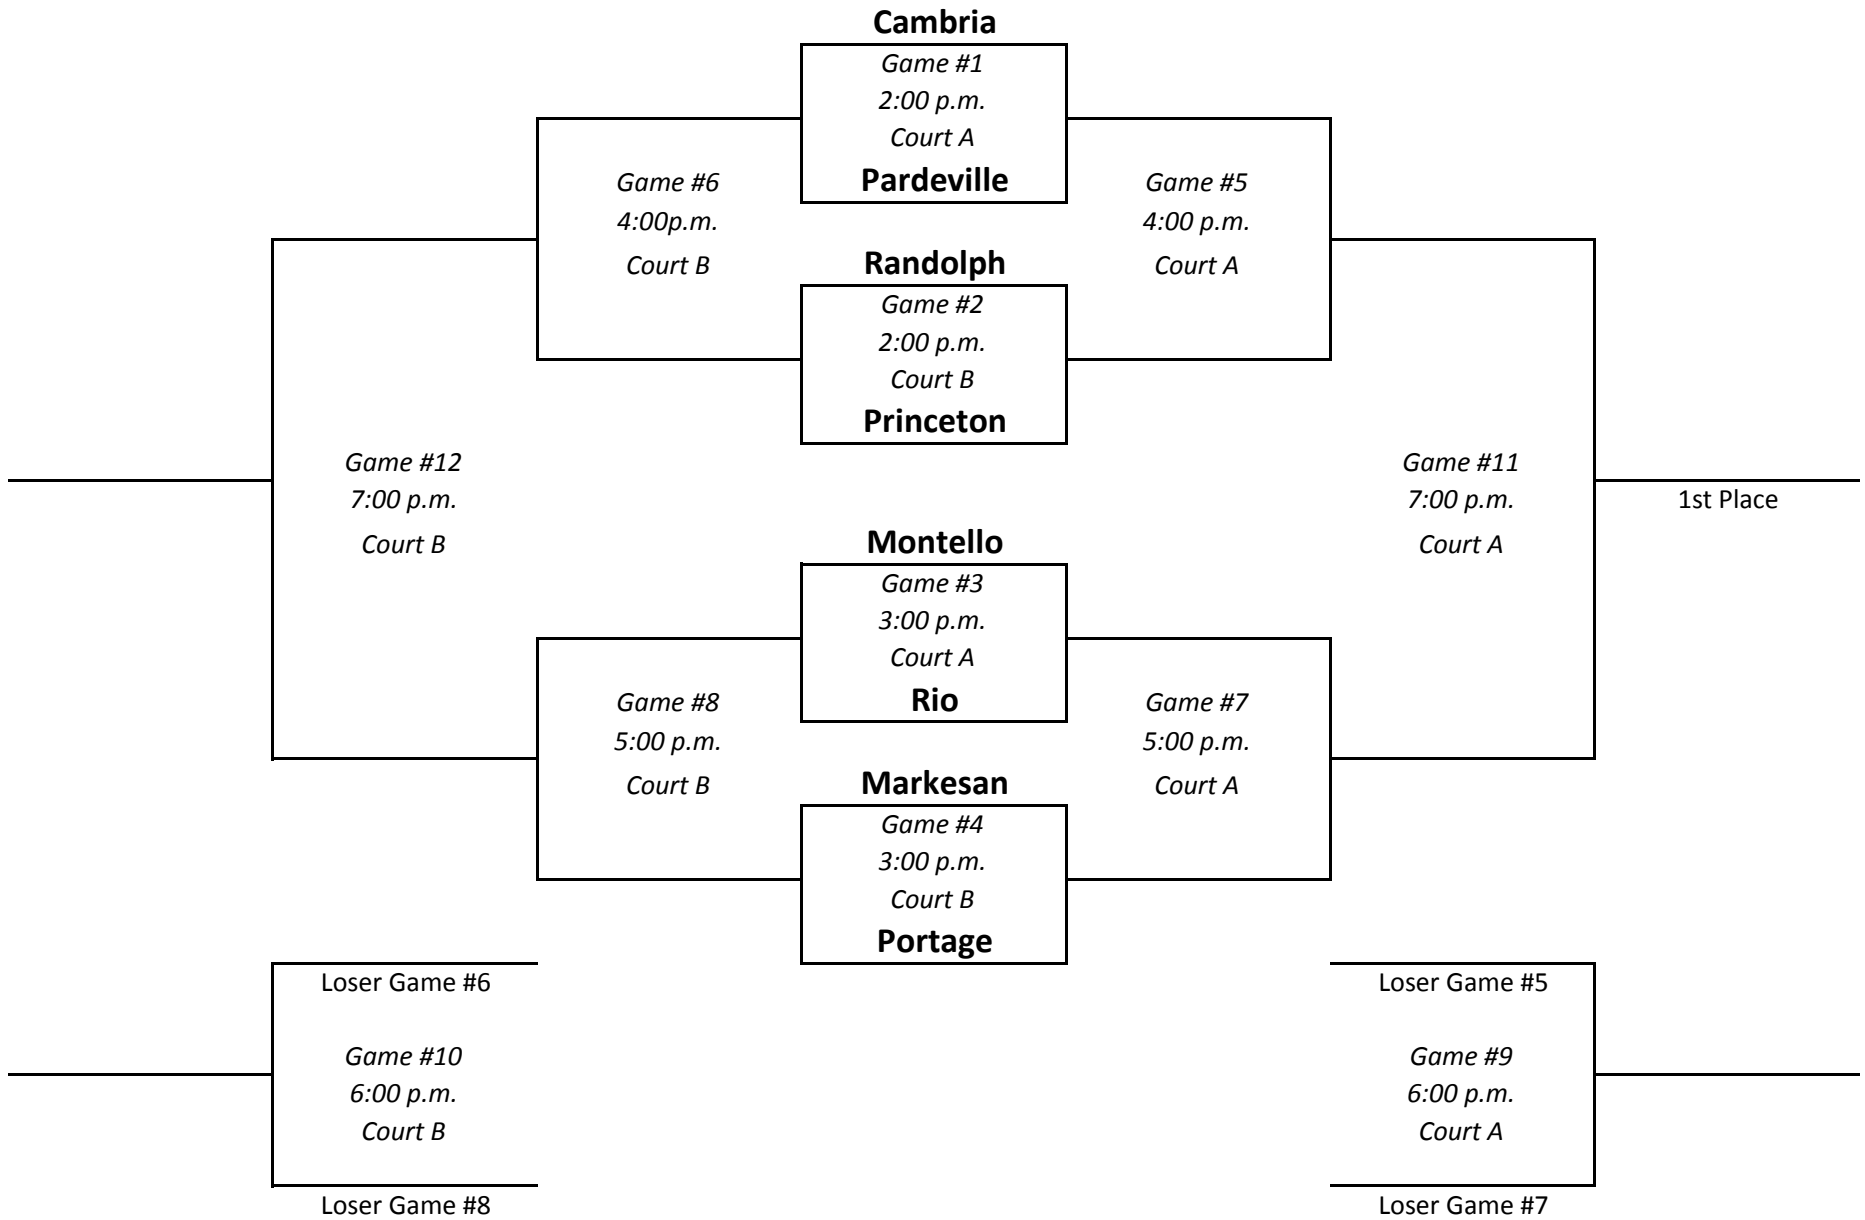 Cambria
Game #1
2:00 p.m.
Court A
Pardeville
Game #6
4:00p.m.
Court B
Game #5
4:00 p.m.
Court A
Randolph
Game #2
2:00 p.m.
Court B
Princeton
Game #12
7:00 p.m.
Court B
Game #11
7:00 p.m.
Court A
1st Place
Montello
Game #3
3:00 p.m.
Court A
Rio
Game #8
5:00 p.m.
Court B
Game #7
5:00 p.m.
Court A
Markesan
Game #4
3:00 p.m.
Court B
Portage
Loser Game #6
Game #10
6:00 p.m.
Court B
Loser Game #8
Loser Game #5
Game #9
6:00 p.m.
Court A
Loser Game #7